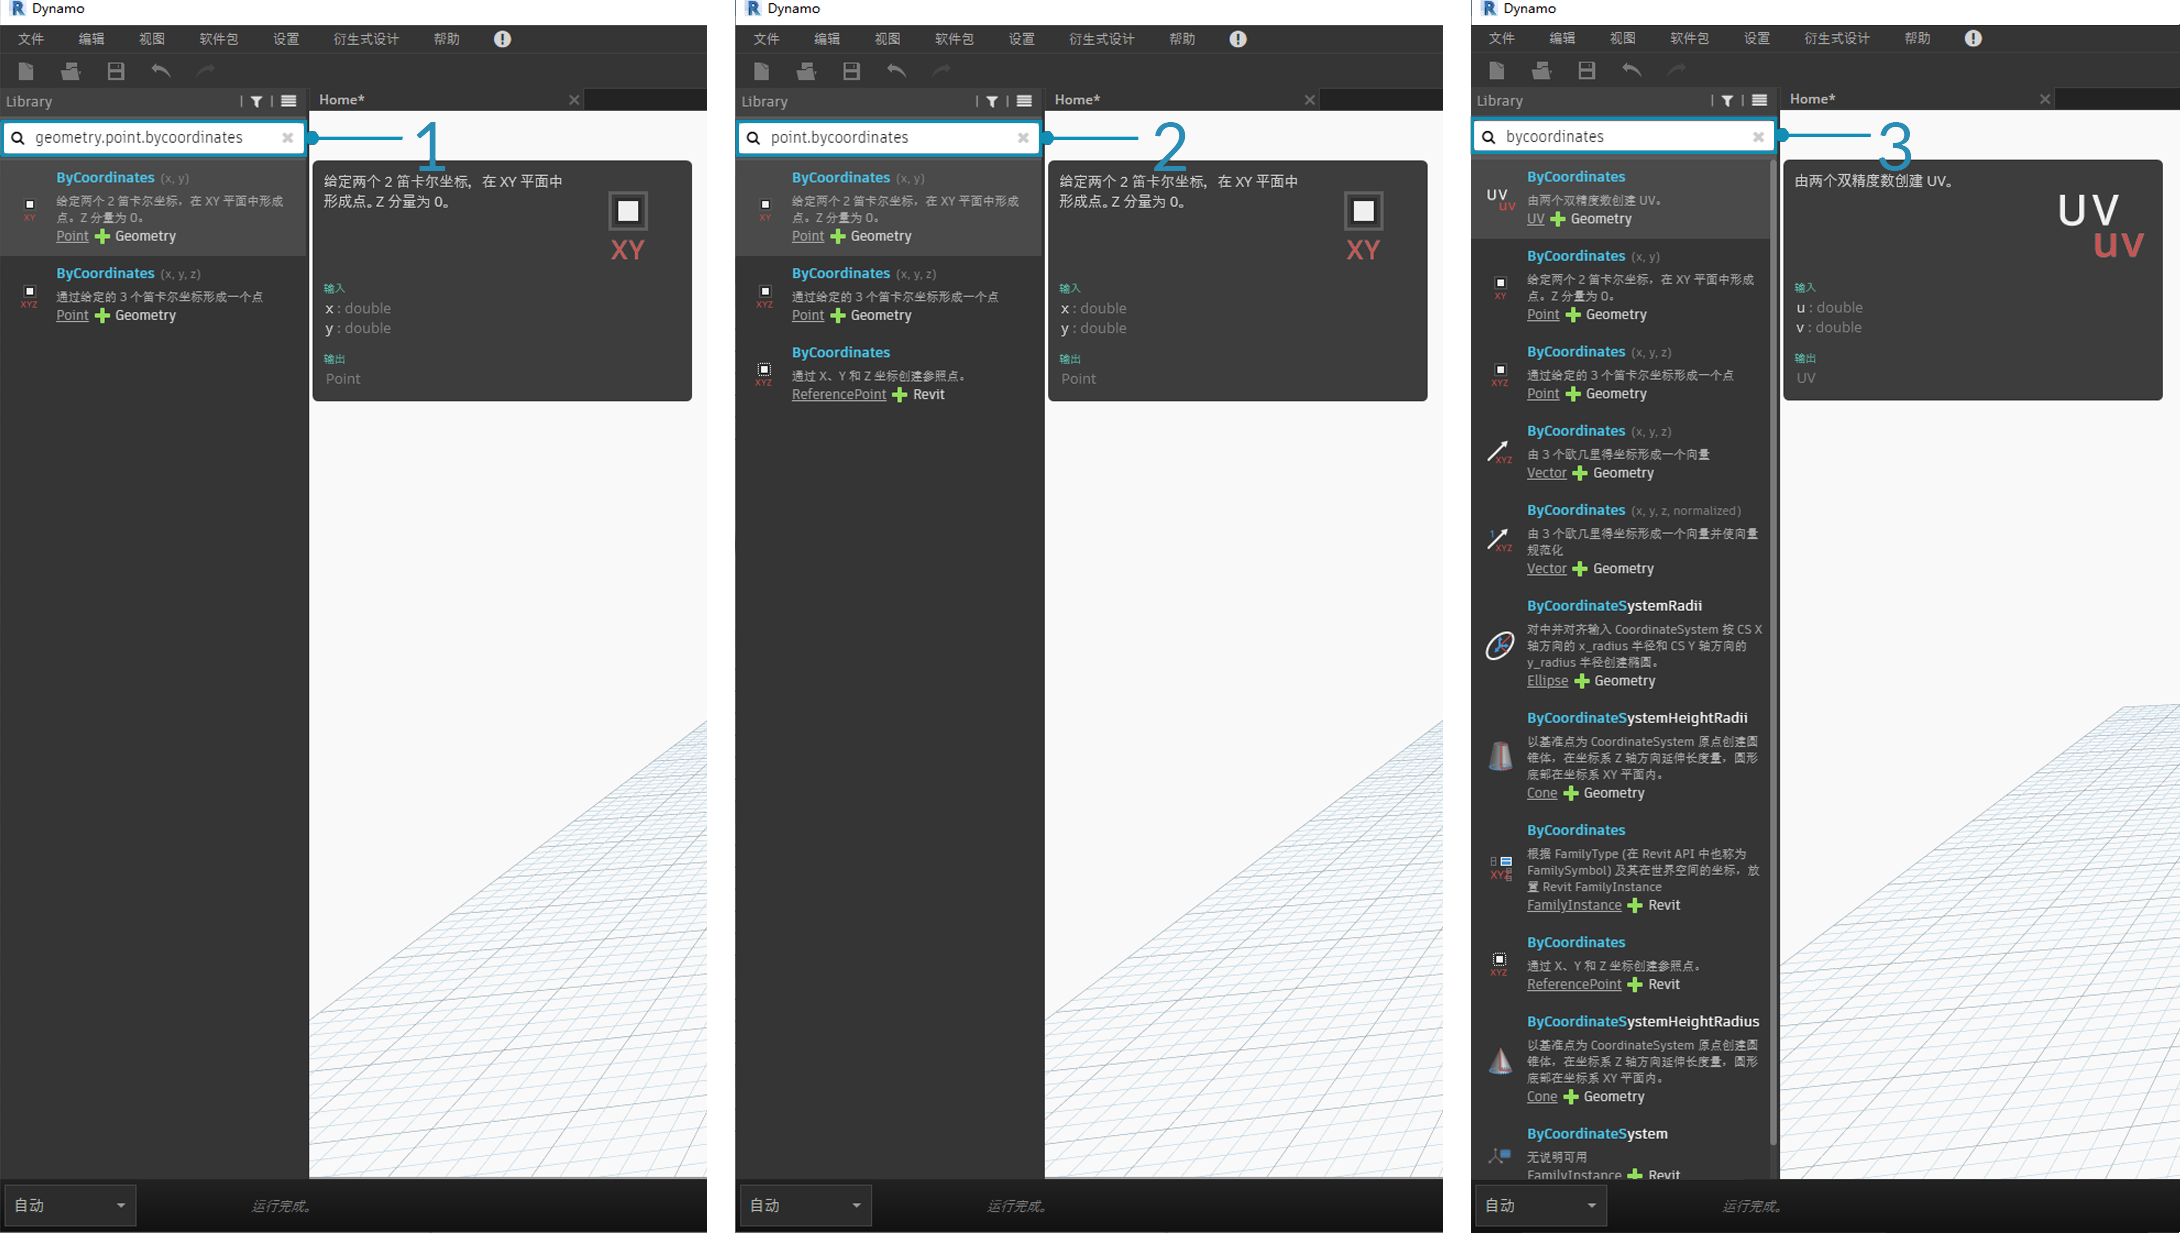 Dynamo
文件 编辑 视图 软件包 设置 衍生式设计 帮助
Library
Home*
geometry.point.bycoordinates
1
ByCoordinates (x, y)
给定两个 2 笛卡尔坐标，在 XY 平面中形成
点。Z 分量为 0。
Point Geometry
XY
ByCoordinates (x, y, z)
通过给定的 3 个笛卡尔坐标形成一个点
Point Geometry
XYZ
给定两个 2 笛卡尔坐标，在 XY 平面中
形成点。Z 分量为 0。
XY
输入
x : double
y : double
输出
Point
自动
运行完成。
Dynamo
文件 编辑 视图 软件包 设置 衍生式设计 帮助
Library
Home*
point.bycoordinates
2
ByCoordinates (x, y)
给定两个 2 笛卡尔坐标，在 XY 平面中形成
点。Z 分量为 0。
Point Geometry
XY
ByCoordinates (x, y, z)
通过给定的 3 个笛卡尔坐标形成一个点
Point Geometry
XYZ
ByCoordinates
通过 X、Y 和 Z 坐标创建参照点。
ReferencePoint Revit
XYZ
给定两个 2 笛卡尔坐标，在 XY 平面中
形成点。Z 分量为 0。
XY
输入
x : double
y : double
输出
Point
自动
运行完成。
Dynamo
文件 编辑 视图 软件包 设置 衍生式设计 帮助
Library
Home*
bycoordinates
3
ByCoordinates
由两个双精度数创建 UV。
UV Geometry
UV
uv
ByCoordinates (x, y)
给定两个 2 笛卡尔坐标，在 XY 平面中形成
点。Z 分量为 0。
Point Geometry
XY
ByCoordinates (x, y, z)
通过给定的 3 个笛卡尔坐标形成一个点
Point Geometry
XYZ
ByCoordinates (x, y, z)
由 3 个欧几里得坐标形成一个向量
Vector Geometry
XYZ
ByCoordinates (x, y, z, normalized)
由 3 个欧几里得坐标形成一个向量并使向量
规范化
Vector Geometry
1
XYZ
ByCoordinateSystemRadii
对中并对齐输入 CoordinateSystem 按 CS X
轴方向的 x_radius 半径和 CS Y 轴方向的
y_radius 半径创建椭圆。
Ellipse Geometry
ByCoordinateSystemHeightRadii
以基准点为 CoordinateSystem 原点创建圆
锥体，在坐标系 Z 轴方向延伸长度量，圆形
底部在坐标系 XY 平面内。
Cone Geometry
ByCoordinates
根据 FamilyType (在 Revit API 中也称为
FamilySymbol) 及其在世界空间的坐标，放
置 Revit FamilyInstance
FamilyInstance Revit
XYZ
ByCoordinates
通过 X、Y 和 Z 坐标创建参照点。
ReferencePoint Revit
XYZ
ByCoordinateSystemHeightRadius
以基准点为 CoordinateSystem 原点创建圆
锥体，在坐标系 Z 轴方向延伸长度量，圆形
底部在坐标系 XY 平面内。
Cone Geometry
ByCoordinateSystem
无说明可用
FamilyInstance Revit
由两个双精度数创建 UV。
UV
uv
输入
u : double
v : double
输出
UV
自动
运行完成。